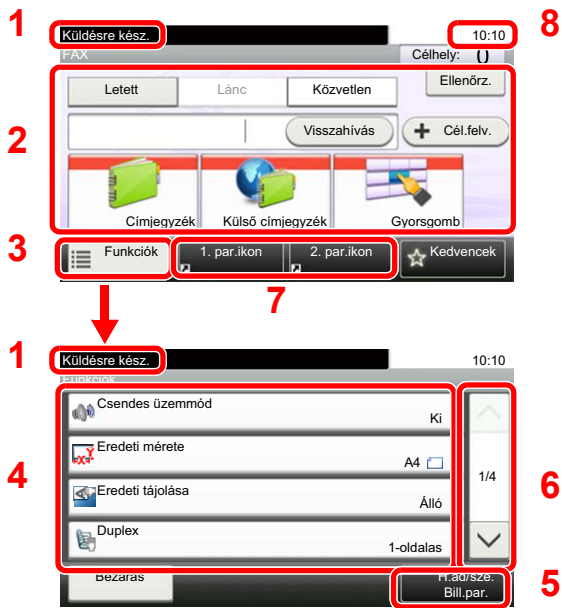 1
Küldésre kész.
10:10
8
FAX
Célhely: ()
Letett
Lánc
Közvetlen
Ellenőrz.
2
Visszahívás
Cél.felv.
Címjegyzék
Külső címjegyzék
Gyorsgomb
3
Funkciók
1. par.ikon
2. par.ikon
Kedvencek
7
1
Küldésre kész.
10:10
Funkciók
Csendes üzemmód
Ki
4
Eredeti mérete
A4
1/4
6
Eredeti tájolása
Álló
Duplex
1-oldalas
Bezárás
H.ad/sze.
Bill.par.
5